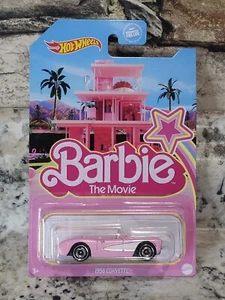 Hot Wheels
Barbie
The Movie
1956 CORVETTE